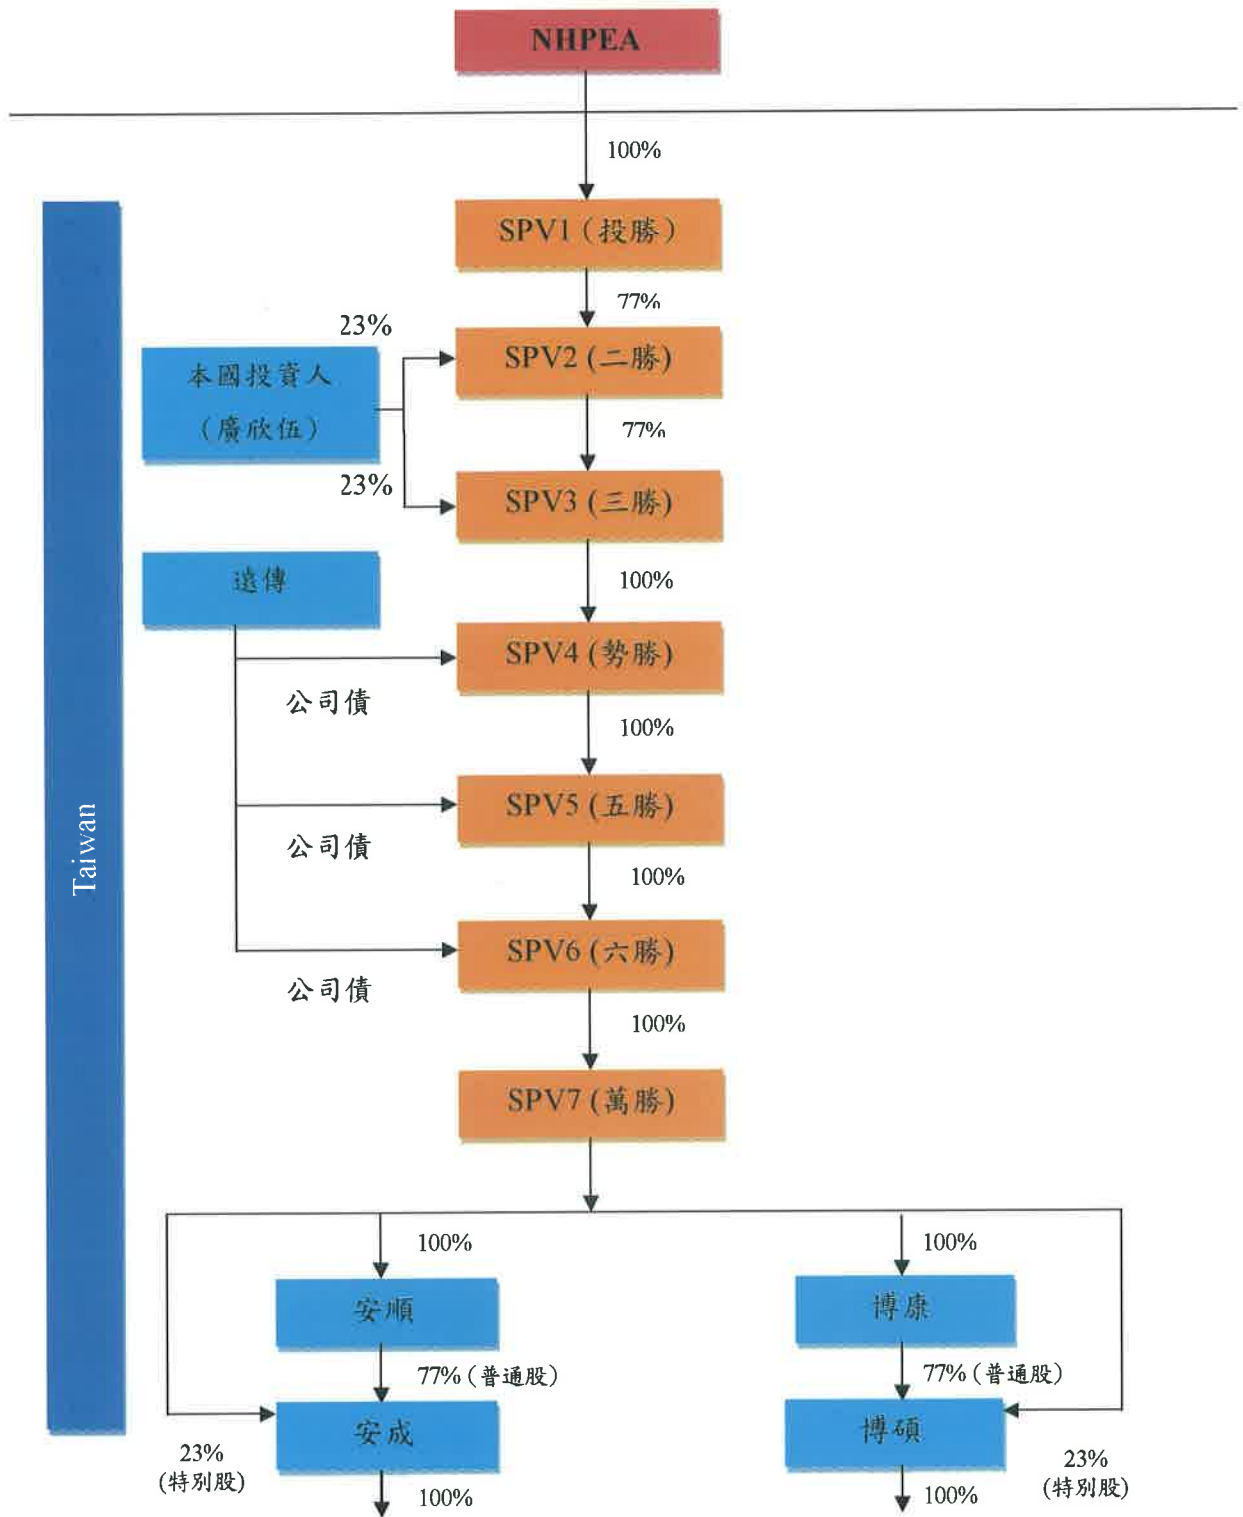 NHPEA
100%
SPV1（投勝）
77%
23%
SPV2 (二勝)
本國投資人
（廣欣伍）
77%
23%
SPV3 (三勝)
100%
遠傳
SPV4 (勢勝)
公司債
100%
SPV5 (五勝)
公司債
100%
SPV6 (六勝)
公司債
100%
SPV7 (萬勝)
Taiwan
100%
100%
安順
博康
77% (普通股)
77% (普通股)
安成
博碩
23%
(特別股)
23%
(特別股)
100%
100%